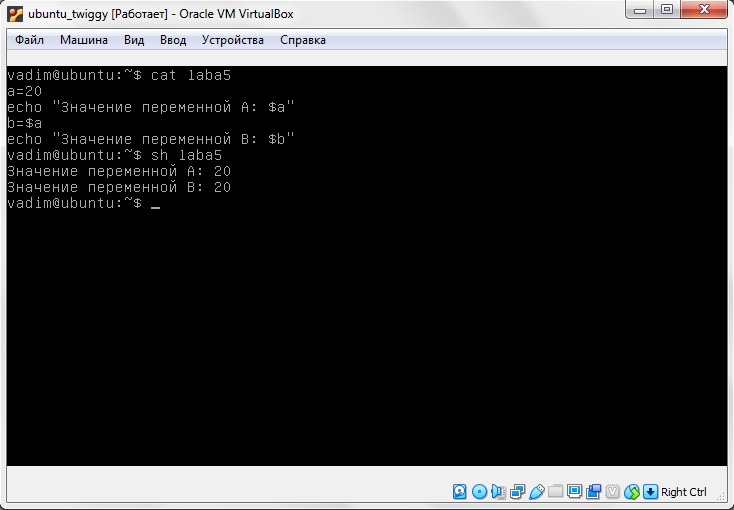 ubuntu_twiggy [Работает] - Oracle VM VirtualBox
Файл Машина Вид Ввод Устройства Справка
vadim@ubuntu:~$ cat laba5
a=20
echo "Значение переменной A: $a"
b=$a
echo "Значение переменной B: $b"
vadim@ubuntu:~$ sh laba5
Значение переменной A: 20
Значение переменной B: 20
vadim@ubuntu:~$ _
Right Ctrl